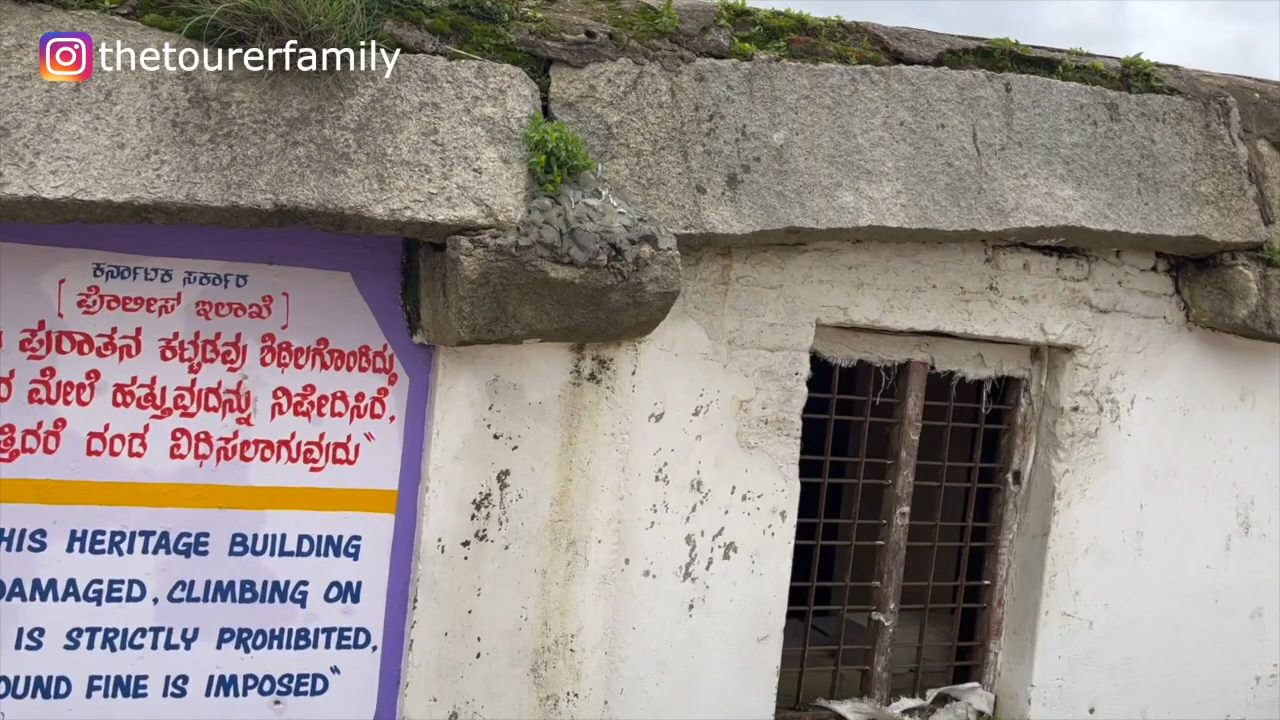 thetourerfamily
ಕರ್ನಾಟಕ ಸರ್ಕಾರ
[ ಪೊಲೀಸ್ ಇಲಾಖೆ ]
ಪುರಾತನ ಕಟ್ಟಡವು ಶಿಥಿಲಗೊಂಡಿದ್ದು
ಮೇಲೆ ಹತ್ತುವುದನ್ನು ನಿಷೇದಿಸಿದೆ.
ದಂಡ ವಿಧಿಸಲಾಗುವುದು"
HIS HERITAGE BUILDING
DAMAGED, CLIMBING ON
IS STRICTLY PROHIBITED,
OUND FINE IS IMPOSED"